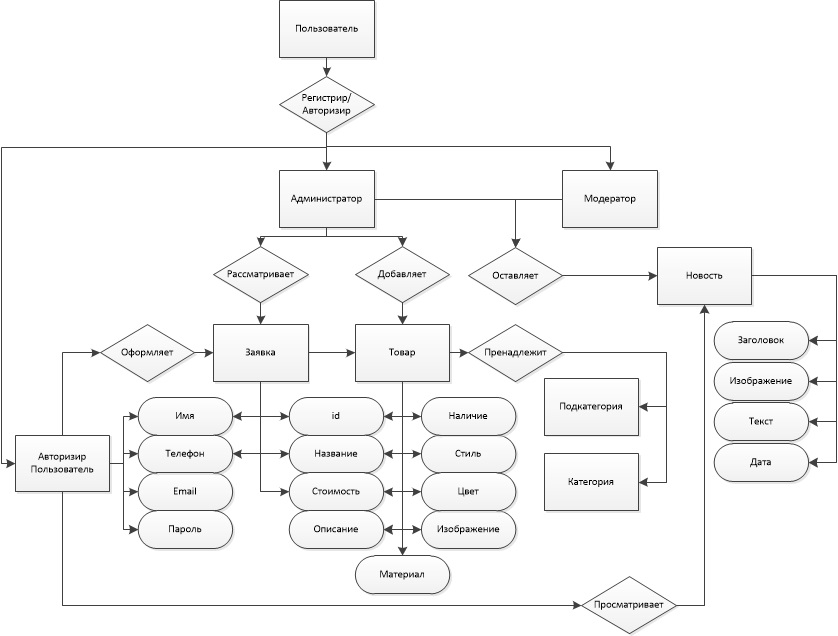 Пользователь
Регистрир/
Авторизир
Администратор
Модератор
Рассматривает
Добавляет
Оставляет
Новость
Оформляет
Заявка
Товар
Пренадлежит
Заголовок
Изображение
Текст
Дата
Подкатегория
Категория
Авторизир
Пользователь
Имя
id
Наличие
Телефон
Название
Стиль
Email
Стоимость
Цвет
Пароль
Описание
Изображение
Материал
Просматривает